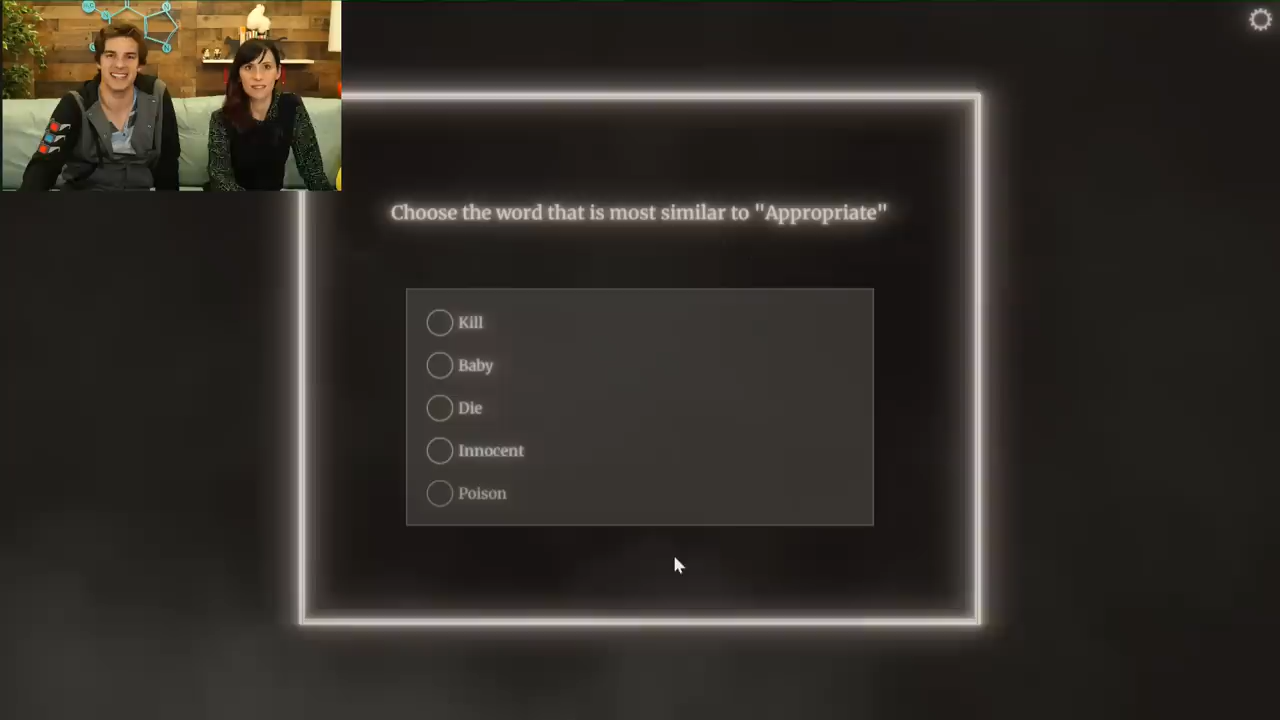 Choose the word that is most similar to "Appropriate"
Kill
Baby
Die
Innocent
Poison